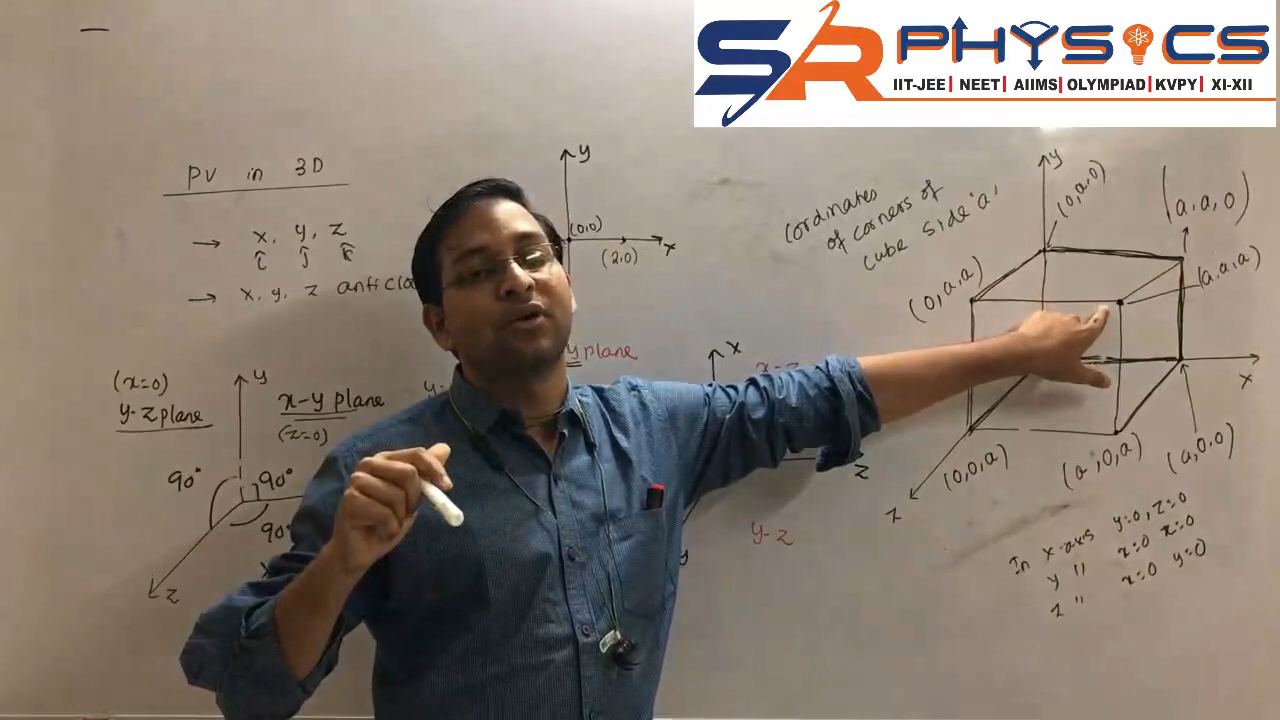 SR PHYSICS
IIT-JEE | NEET | AIIMS | OLYMPIAD | KVPY | XI-XII
PV in 3D
→ x, y, z
î ĵ k̂
→ x, y, z anticlo
(x=0)
y-z plane
y
x-y plane
(z=0)
90°
90°
90°
z
y
(0,0)
(2,0)
x
y plane
x
x-z
z
y-z
y
Cordinates
of corners of
cube side 'a'
y
(0,a,0)
(a,a,0)
(0,a,a)
(a,a,a)
x
(0,0,a)
(a,0,a)
(a,0,0)
z
In x-axis y=0, z=0
y " x=0 z=0
z " x=0 y=0